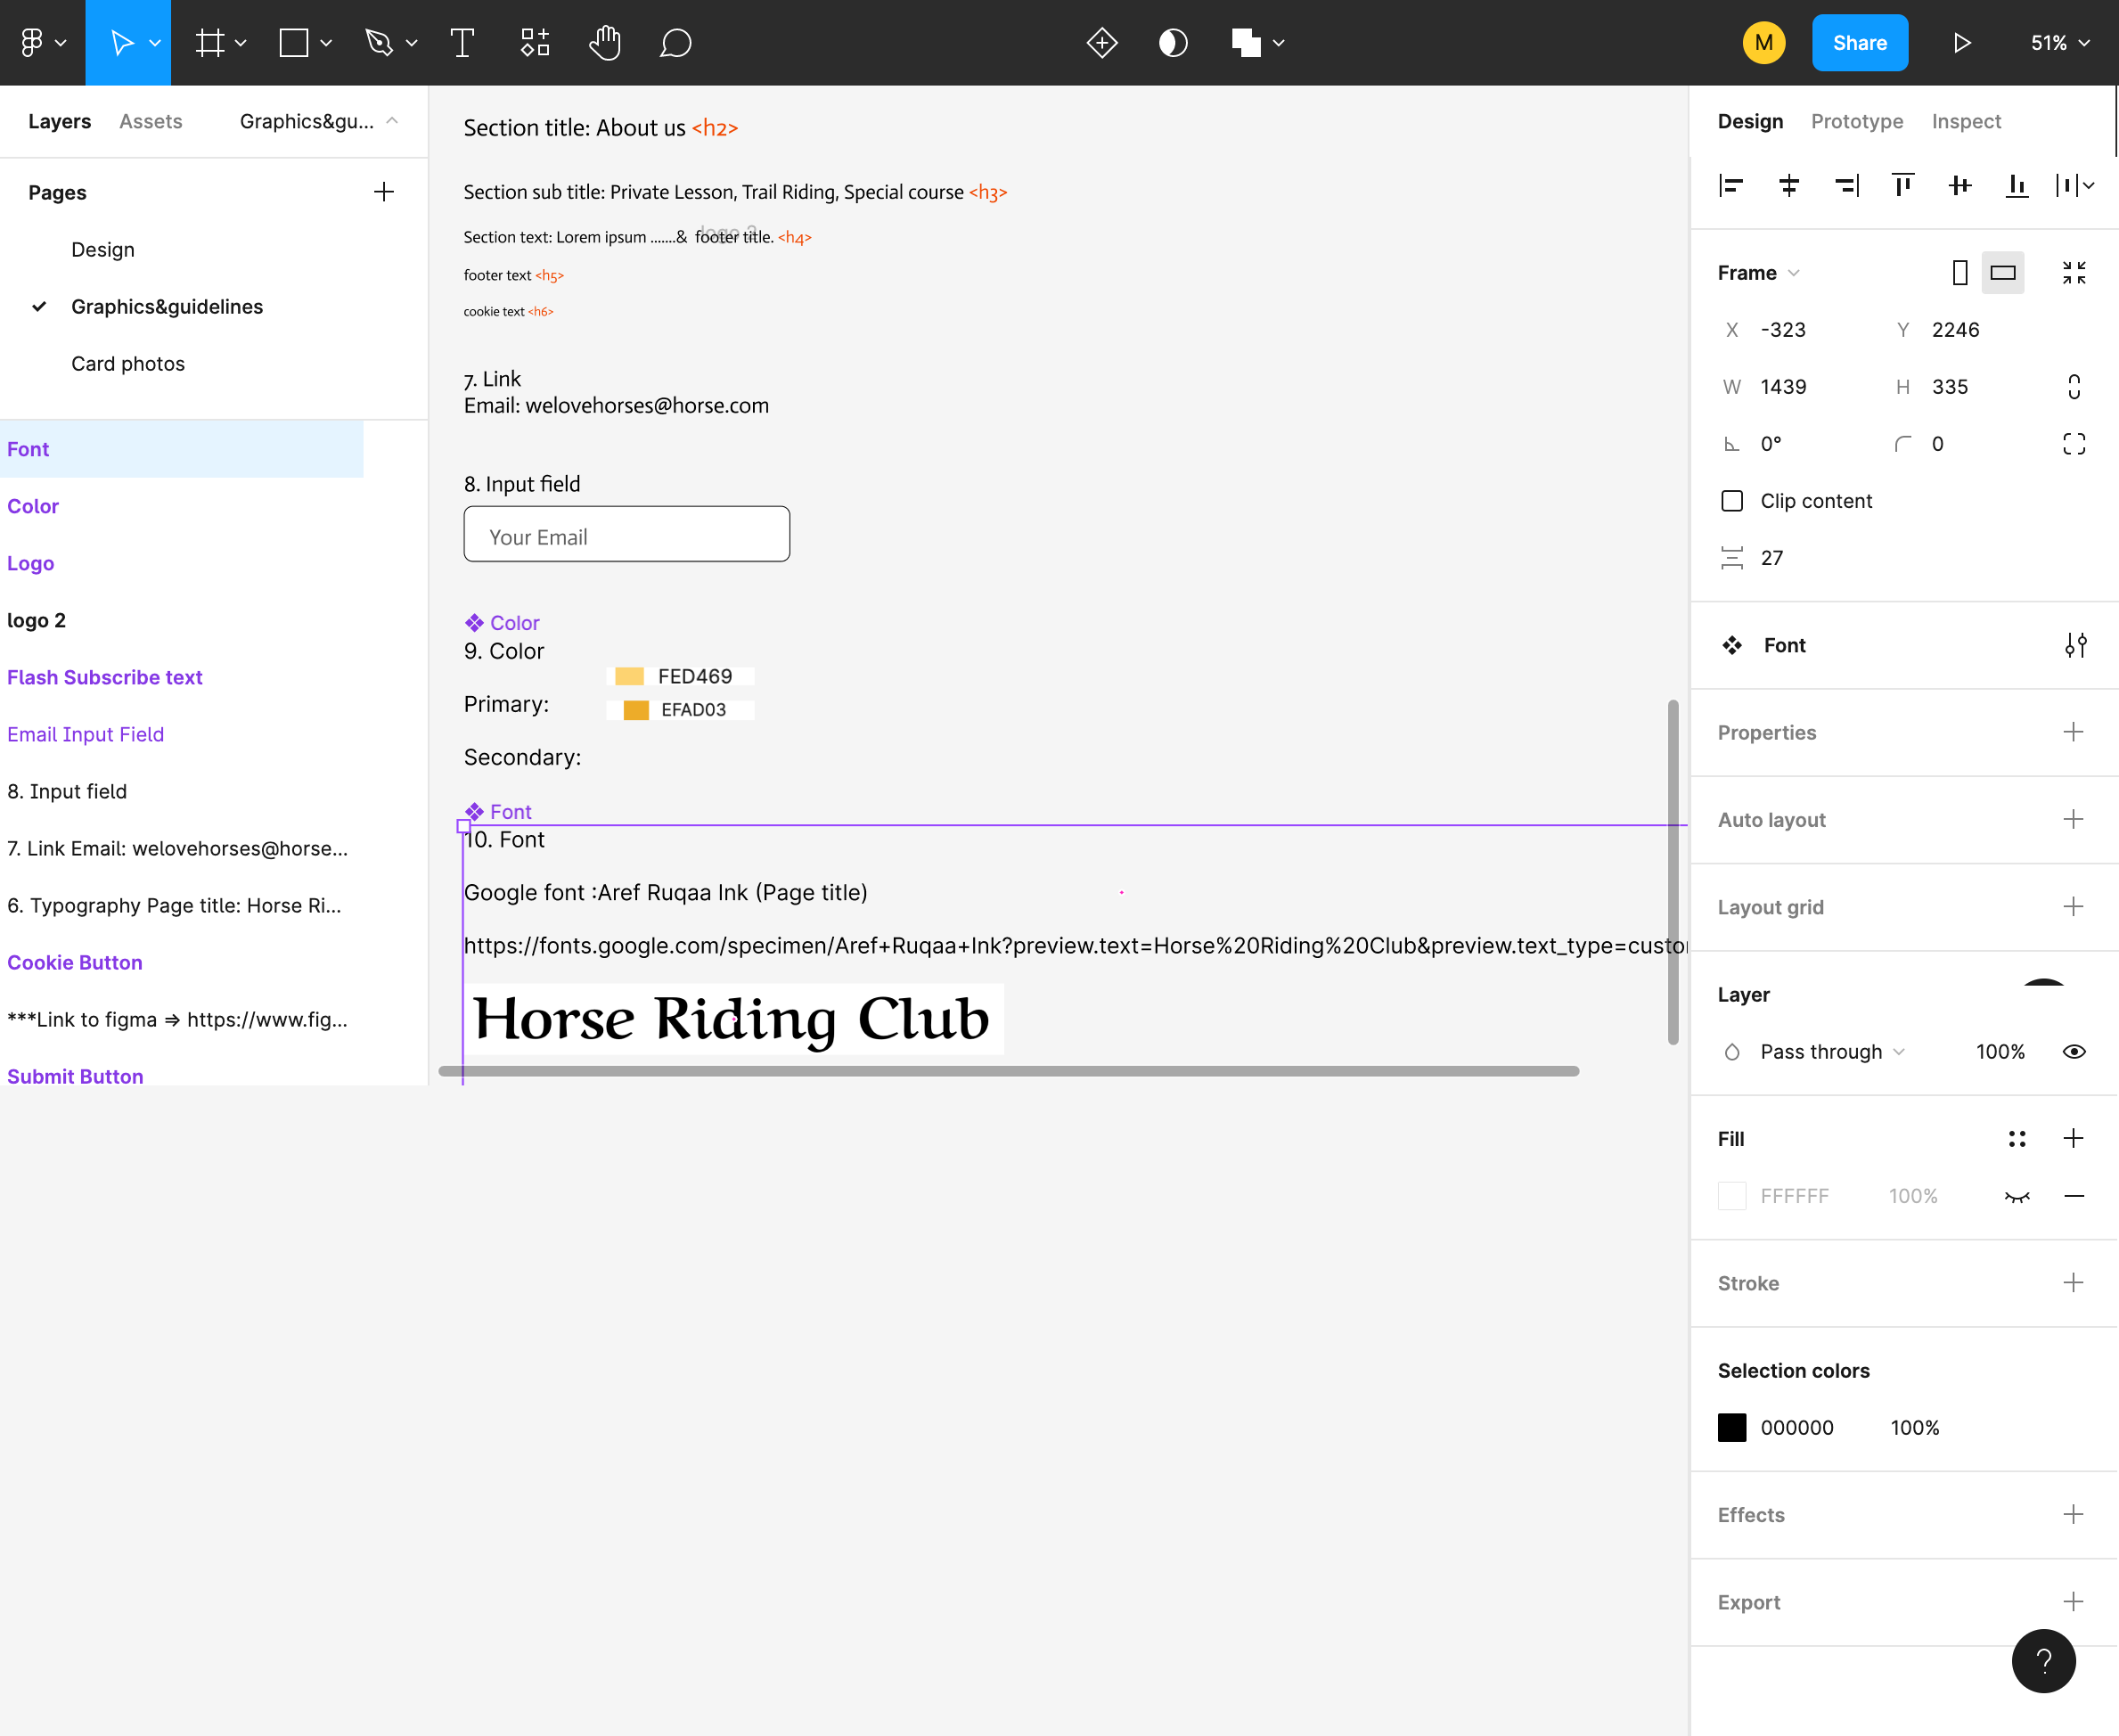 M
Share
51%
Layers
Assets
Graphics&gu...
Pages
Design
Graphics&guidelines
Card photos
Font
Color
Logo
logo 2
Flash Subscribe text
Email Input Field
8. Input field
7. Link Email: welovehorses@horse...
6. Typography Page title: Horse Ri...
Cookie Button
***Link to figma => https://www.fig...
Submit Button
Section title: About us <h2>
Section sub title: Private Lesson, Trail Riding, Special course <h3>
logo 2
Section text: Lorem ipsum .......& footer title. <h4>
footer text <h5>
cookie text <h6>
7. Link
Email: welovehorses@horse.com
8. Input field
Your Email
Color
9. Color
FED469
Primary:
EFAD03
Secondary:
Font
10. Font
Google font :Aref Ruqaa Ink (Page title)
https://fonts.google.com/specimen/Aref+Ruqaa+Ink?preview.text=Horse%20Riding%20Club&preview.text_type=custo
Horse Riding Club
Design
Prototype
Inspect
Frame
X -323 Y 2246
W 1439 H 335
0° 0
Clip content
27
Font
Properties
Auto layout
Layout grid
Layer
Pass through 100%
Fill
FFFFFF 100%
Stroke
Selection colors
000000 100%
Effects
Export
?